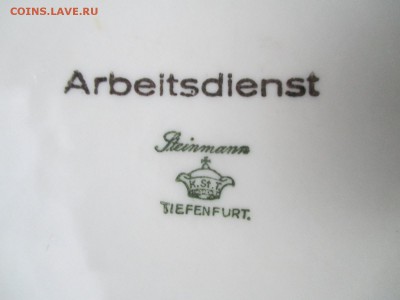 COINS.LAVE.RU
Arbeitsdienst
Steinmann
K.St.T.
TIEFENFURT.